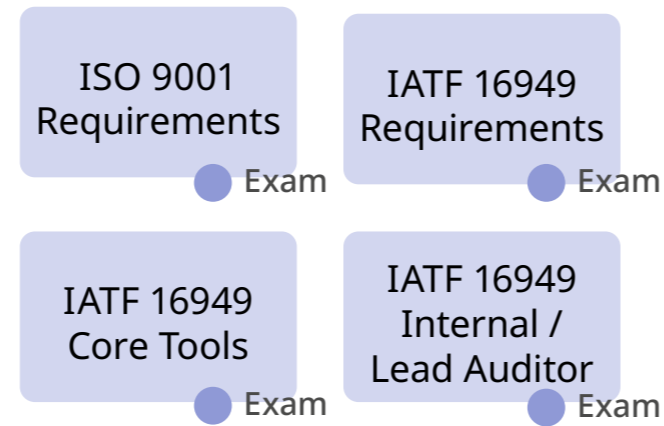 ISO 9001
Requirements
Exam
IATF 16949
Requirements
Exam
IATF 16949
Core Tools
Exam
IATF 16949
Internal /
Lead Auditor
Exam